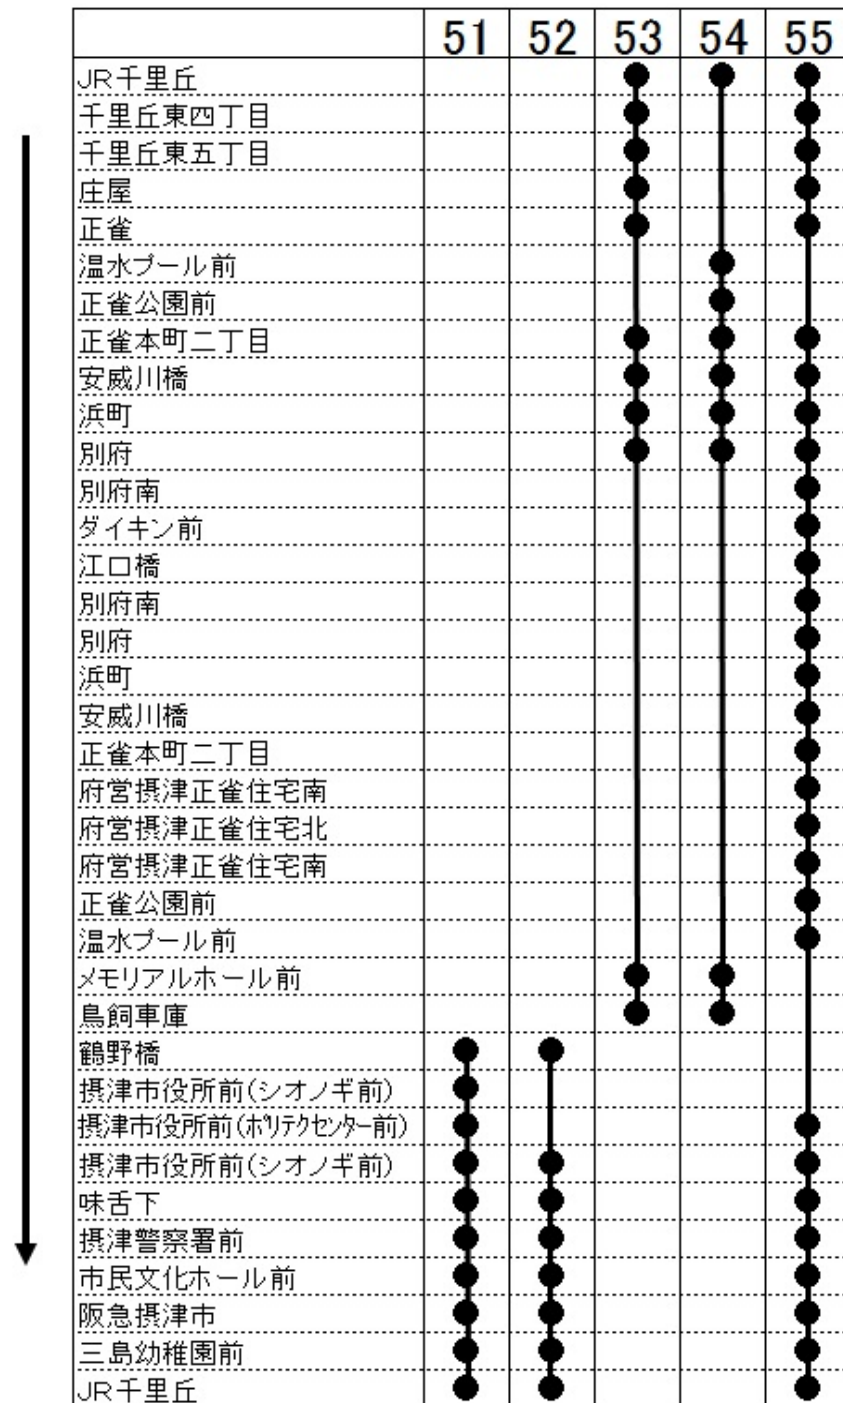 51 52 53 54 55
JR千里丘
千里丘東四丁目
千里丘東五丁目
庄屋
正雀
温水プール前
正雀公園前
正雀本町二丁目
安威川橋
浜町
別府
別府南
ダイキン前
江口橋
別府南
別府
浜町
安威川橋
正雀本町二丁目
府営摂津正雀住宅南
府営摂津正雀住宅北
府営摂津正雀住宅南
正雀公園前
温水プール前
メモリアルホール前
鳥飼車庫
鶴野橋
摂津市役所前(シオノギ前)
摂津市役所前(ポリテクセンター前)
摂津市役所前(シオノギ前)
味舌下
摂津警察署前
市民文化ホール前
阪急摂津市
三島幼稚園前
JR千里丘